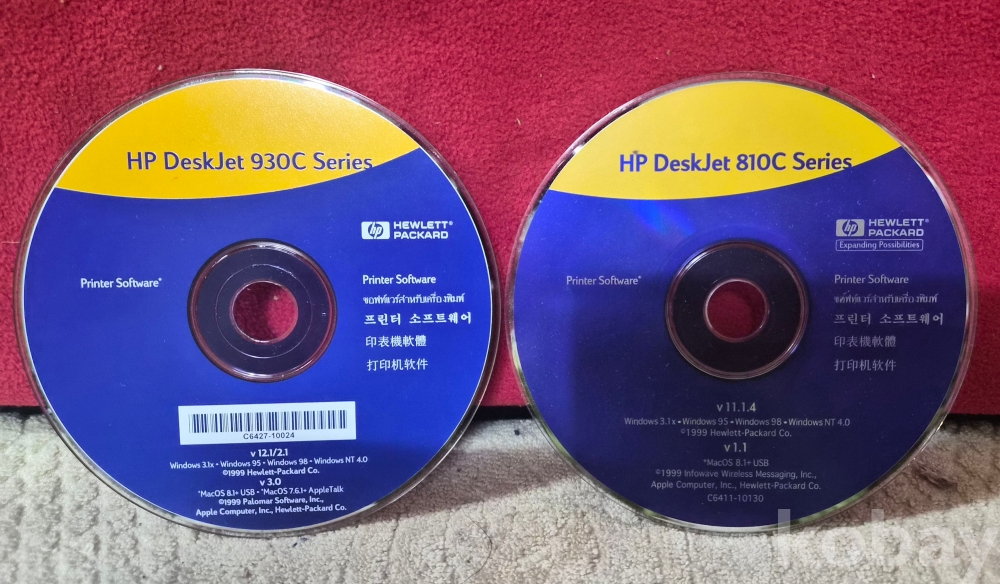 HP DeskJet 930C Series
hp HEWLETT®
PACKARD
Printer Software*
Printer Software
ซอฟท์แวร์สำหรับเครื่องพิมพ์
프린터 소프트웨어
印表機軟體
打印机软件
C6427-10024
v 12.1/2.1
Windows 3.1x • Windows 95 • Windows 98 • Windows NT 4.0
©1999 Hewlett-Packard Co.
v 3.0
*MacOS 8.1+ USB • *MacOS 7.6.1+ AppleTalk
©1999 Palomar Software, Inc.,
Apple Computer, Inc., Hewlett-Packard Co.
HP DeskJet 810C Series
hp HEWLETT®
PACKARD
Expanding Possibilities
Printer Software*
Printer Software
ซอฟท์แวร์สำหรับเครื่องพิมพ์
프린터 소프트웨어
印表機軟體
打印机软件
v 11.1.4
Windows 3.1x • Windows 95 • Windows 98 • Windows NT 4.0
©1999 Hewlett-Packard Co.
v 1.1
*MacOS 8.1+ USB
©1999 Infowave Wireless Messaging, Inc.,
Apple Computer, Inc., Hewlett-Packard Co.
C6411-10130
kobay